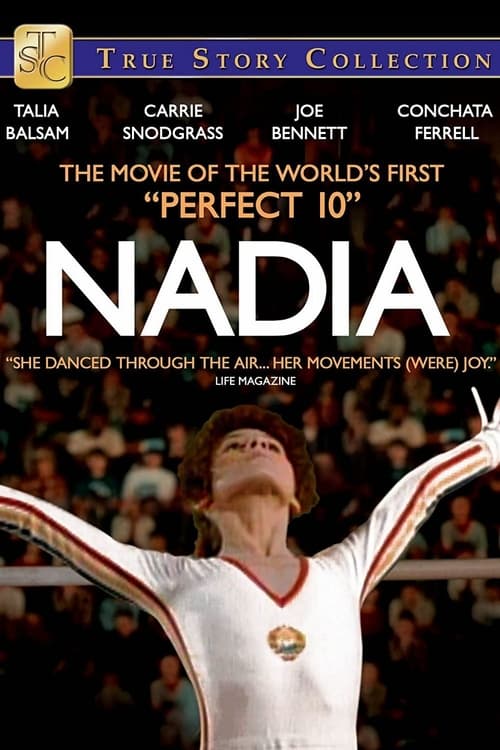 TSC
TRUE STORY COLLECTION
TALIA BALSAM
CARRIE SNODGRASS
JOE BENNETT
CONCHATA FERRELL
THE MOVIE OF THE WORLD'S FIRST
“PERFECT 10”
NADIA
“SHE DANCED THROUGH THE AIR... HER MOVEMENTS (WERE) JOY.”
LIFE MAGAZINE